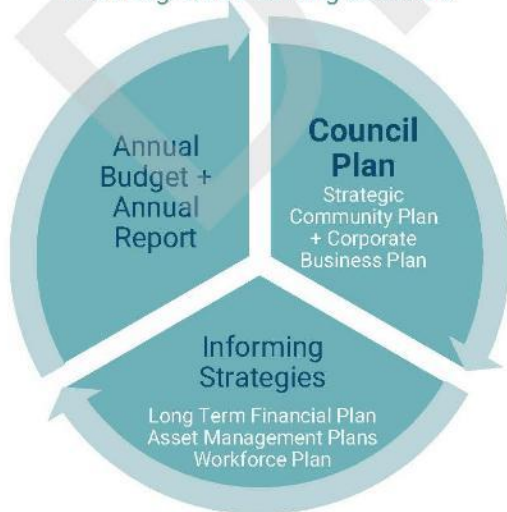 Council
Plan
Strategic
Community Plan
+ Corporate
Business Plan
Informing
Strategies
Long Term Financial Plan
Asset Management Plans
Workforce Plan
Annual
Budget +
Annual
Report